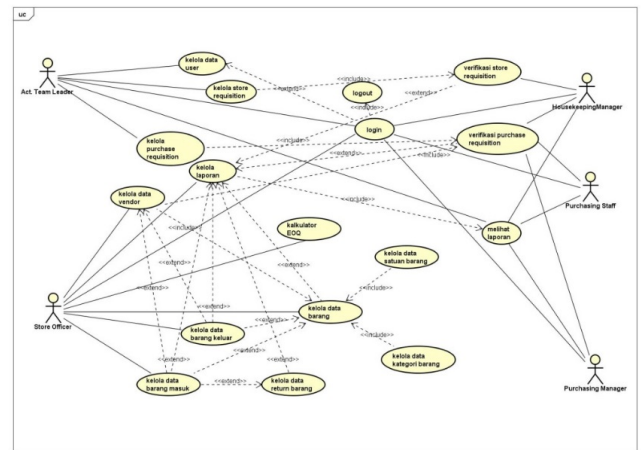 uc
kelola data
user
verifikasi store
requisition
Act. Team Leader
kelola store
requisition
<<include>>
<<extend>>
logout
<<extend>>
<<include>>
HousekeepingManager
login
verifikasi purchase
requisition
kelola
purchase
requisition
<<include>>
<<extend>>
<<include>>
kelola
laporan
<<include>>
Purchasing Staff
kelola data
vendor
<<include>>
kalkulator
EOQ
melihat
laporan
<<extend>>
<<extend>>
<<extend>>
kelola data
satuan barang
<<include>>
<<extend>>
<<extend>>
kelola data
barang
Store Officer
kelola data
barang keluar
<<extend>>
<<include>>
<<extend>>
<<extend>>
kelola data
kategori barang
Purchasing Manager
kelola data
barang masuk
<<extend>>
kelola data
return barang